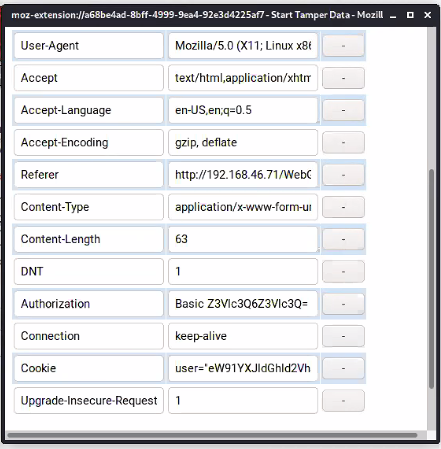 moz-extension://a68be4ad-8bff-4999-9ea4-92e3d4225af7 - Start Tamper Data - Mozill
User-Agent Mozilla/5.0 (X11; Linux x86 -
Accept text/html,application/xhtm -
Accept-Language en-US,en;q=0.5 -
Accept-Encoding gzip, deflate -
Referer http://192.168.46.71/WebG -
Content-Type application/x-www-form-ur -
Content-Length 63 -
DNT 1 -
Authorization Basic Z3Vlc3Q6Z3Vlc3Q= -
Connection keep-alive -
Cookie user="eW91YXJldGhld2Vh -
Upgrade-Insecure-Request 1 -